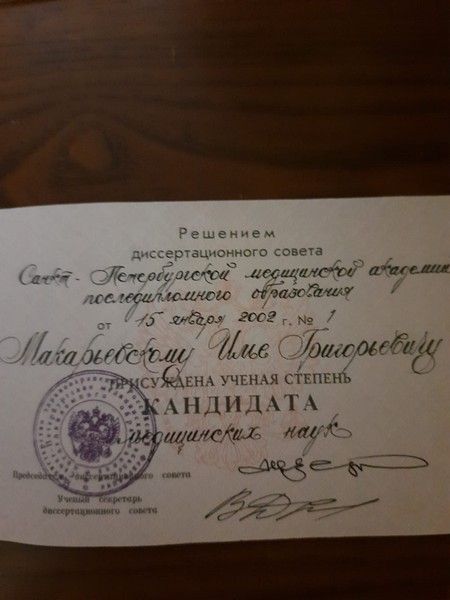 Решением
диссертационного совета
Санкт-Петербургской медицинской академии
последипломного образования
от 15 января 2002 г. № 1
Макарьевскому Илье Григорьевичу
ПРИСУЖДЕНА УЧЕНАЯ СТЕПЕНЬ
КАНДИДАТА
медицинских наук
Председатель диссертационного совета
Ученый секретарь
диссертационного совета